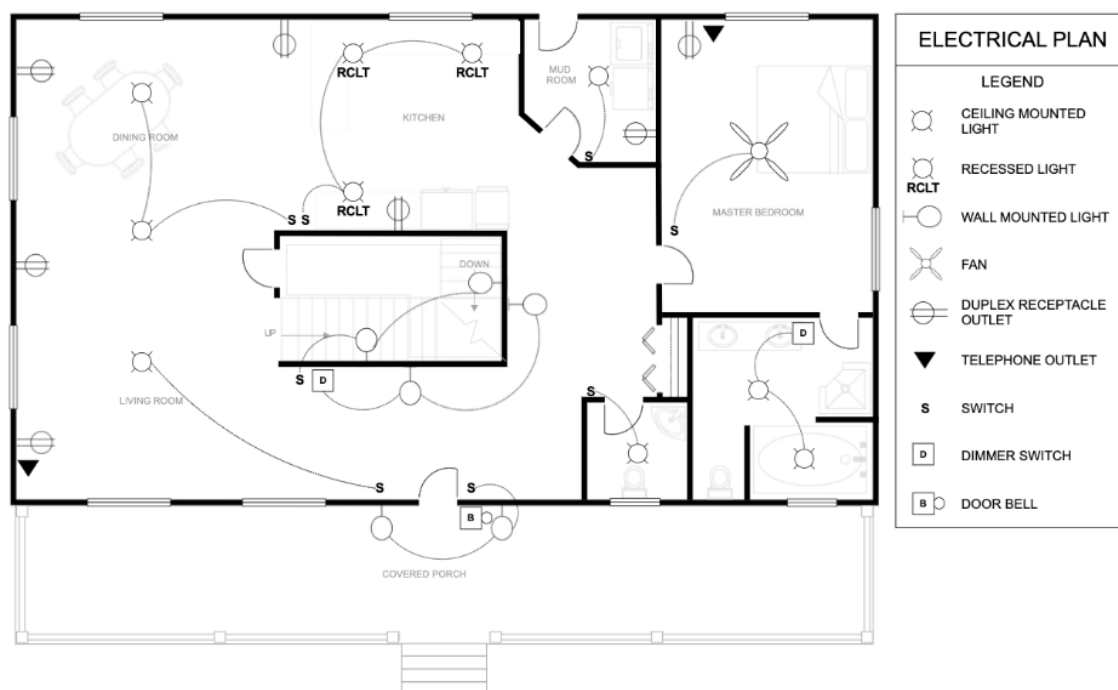 ELECTRICAL PLAN
LEGEND
CEILING MOUNTED
LIGHT
RCLT
RECESSED LIGHT
WALL MOUNTED LIGHT
FAN
DUPLEX RECEPTACLE
OUTLET
TELEPHONE OUTLET
S
SWITCH
D
DIMMER SWITCH
B
DOOR BELL
RCLT
RCLT
MUD
ROOM
KITCHEN
DINING ROOM
S
RCLT
S S
MASTER BEDROOM
S
DOWN
UP
D
S
D
S
LIVING ROOM
S
S
B
COVERED PORCH